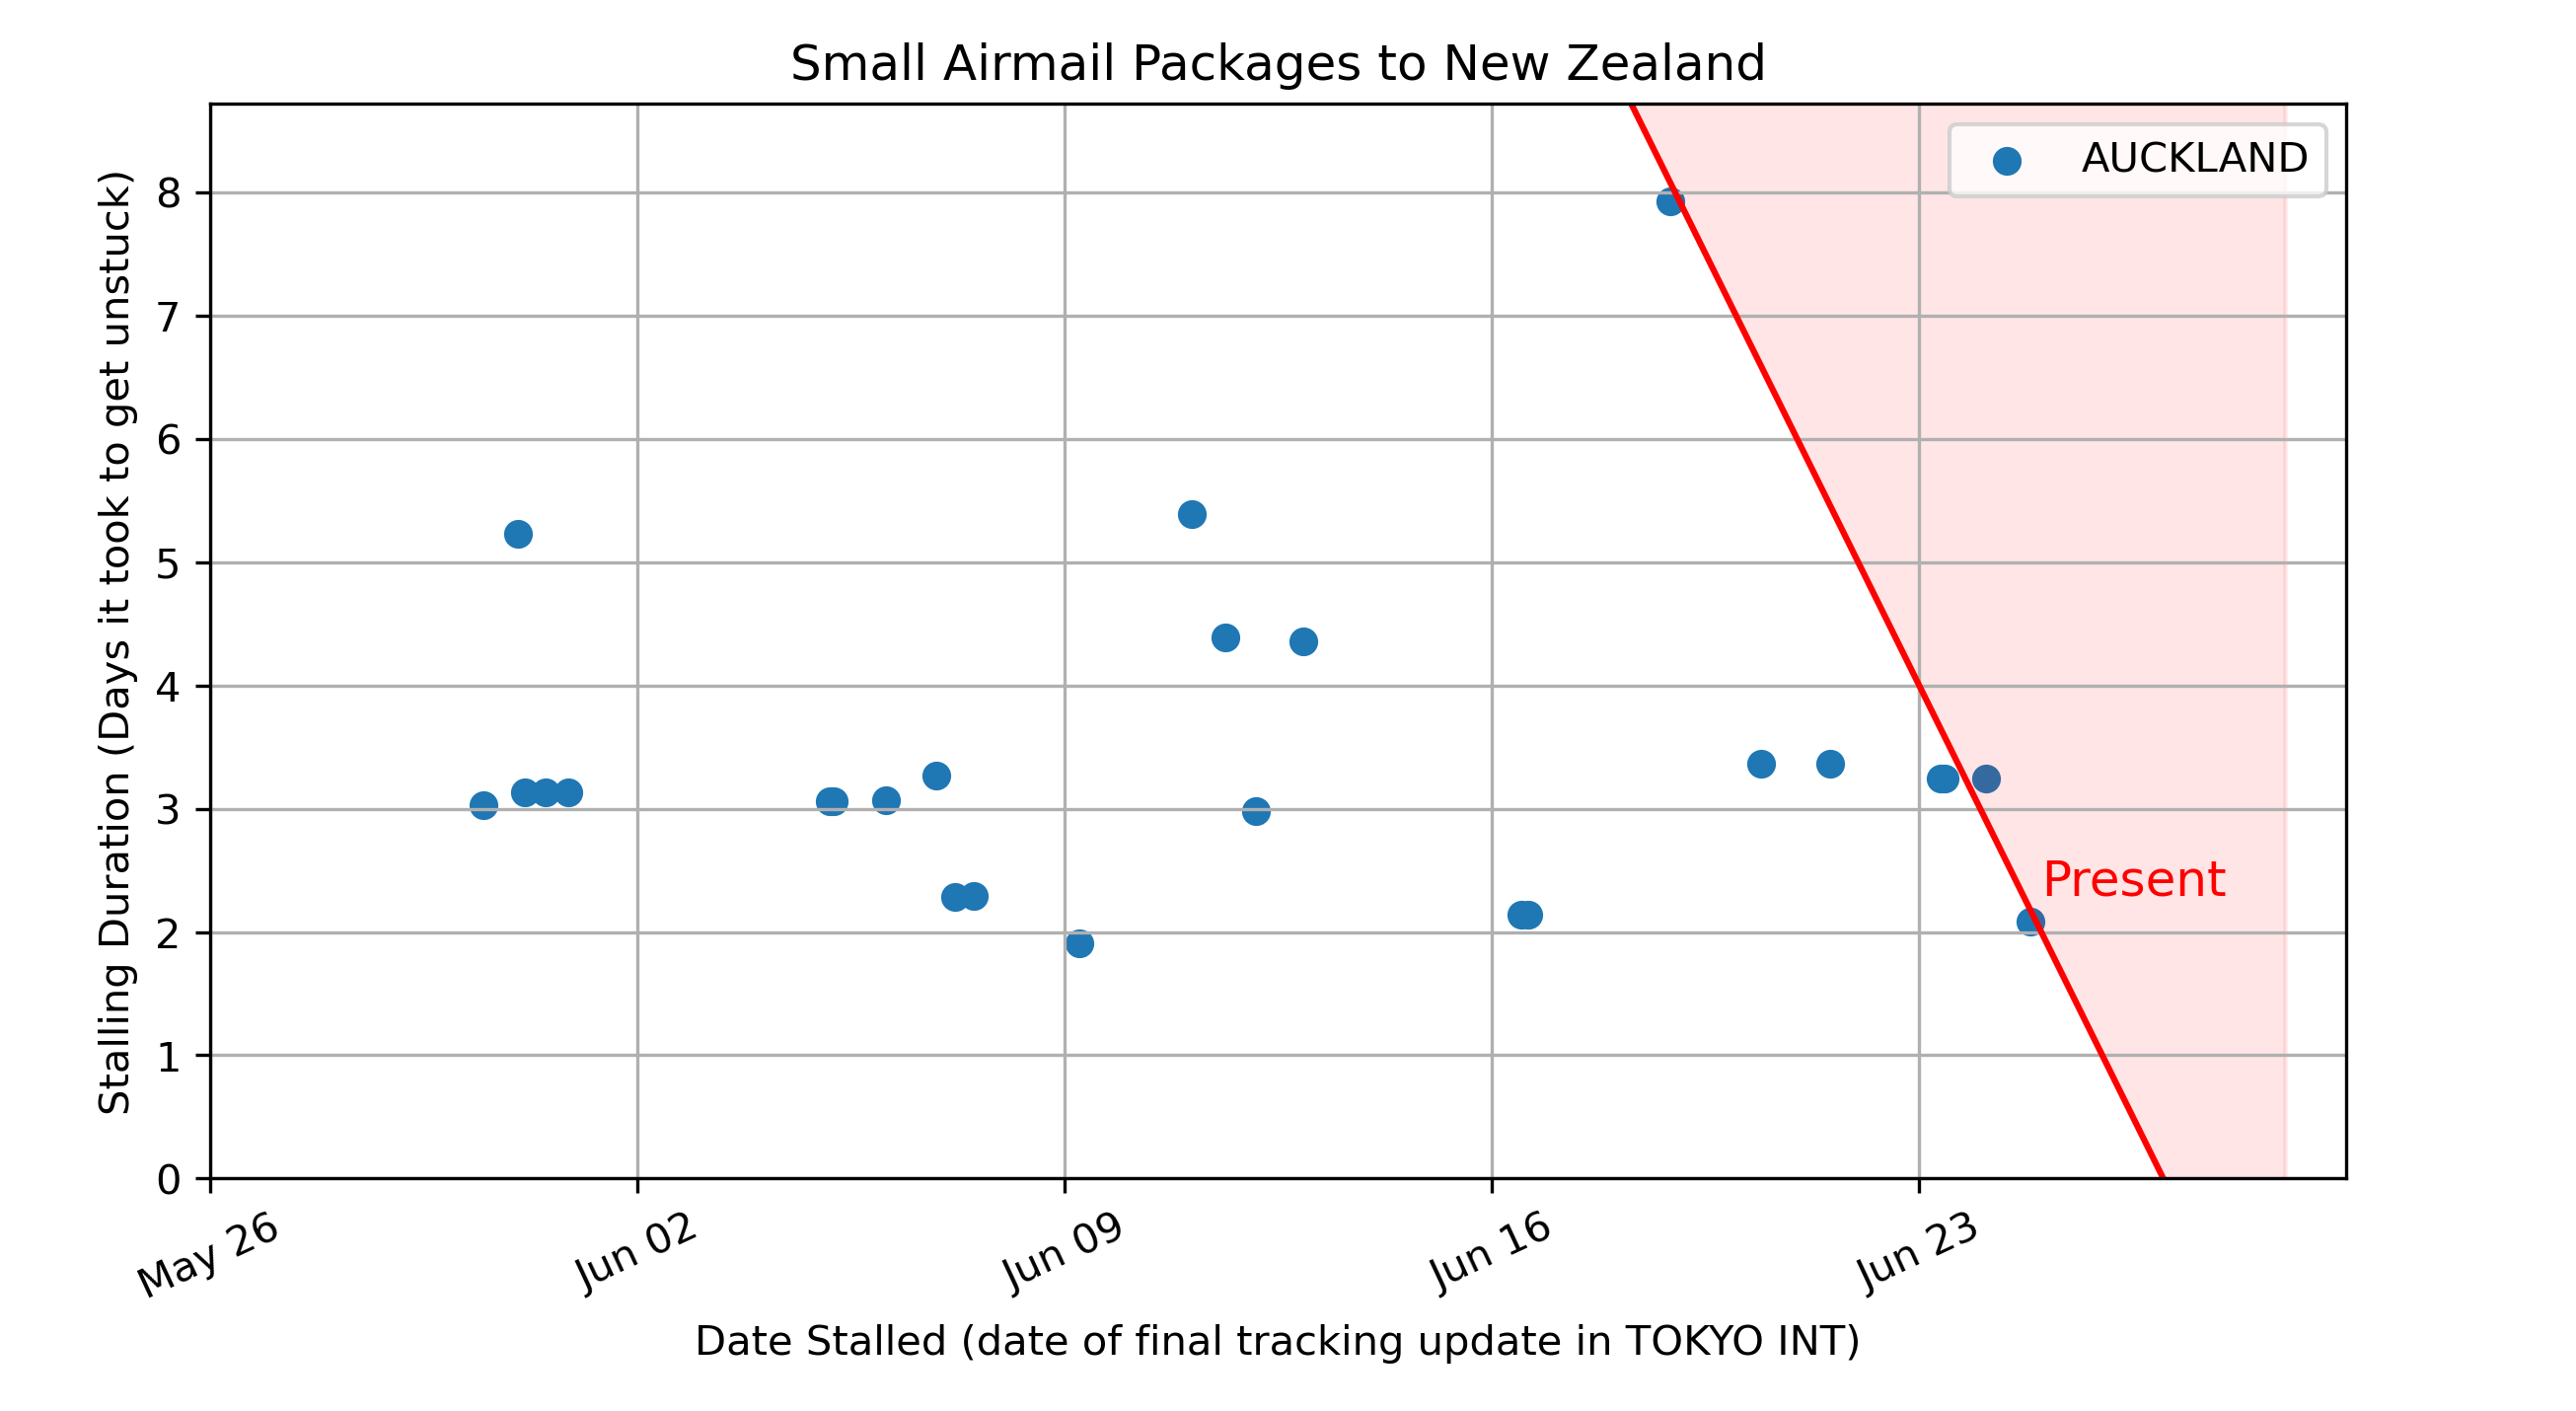 Small Airmail Packages to New Zealand
AUCKLAND
Stalling Duration (Days it took to get unstuck)
8
7
6
5
4
3
2
1
0
Present
May 26
Jun 02
Jun 09
Jun 16
Jun 23
Date Stalled (date of final tracking update in TOKYO INT)